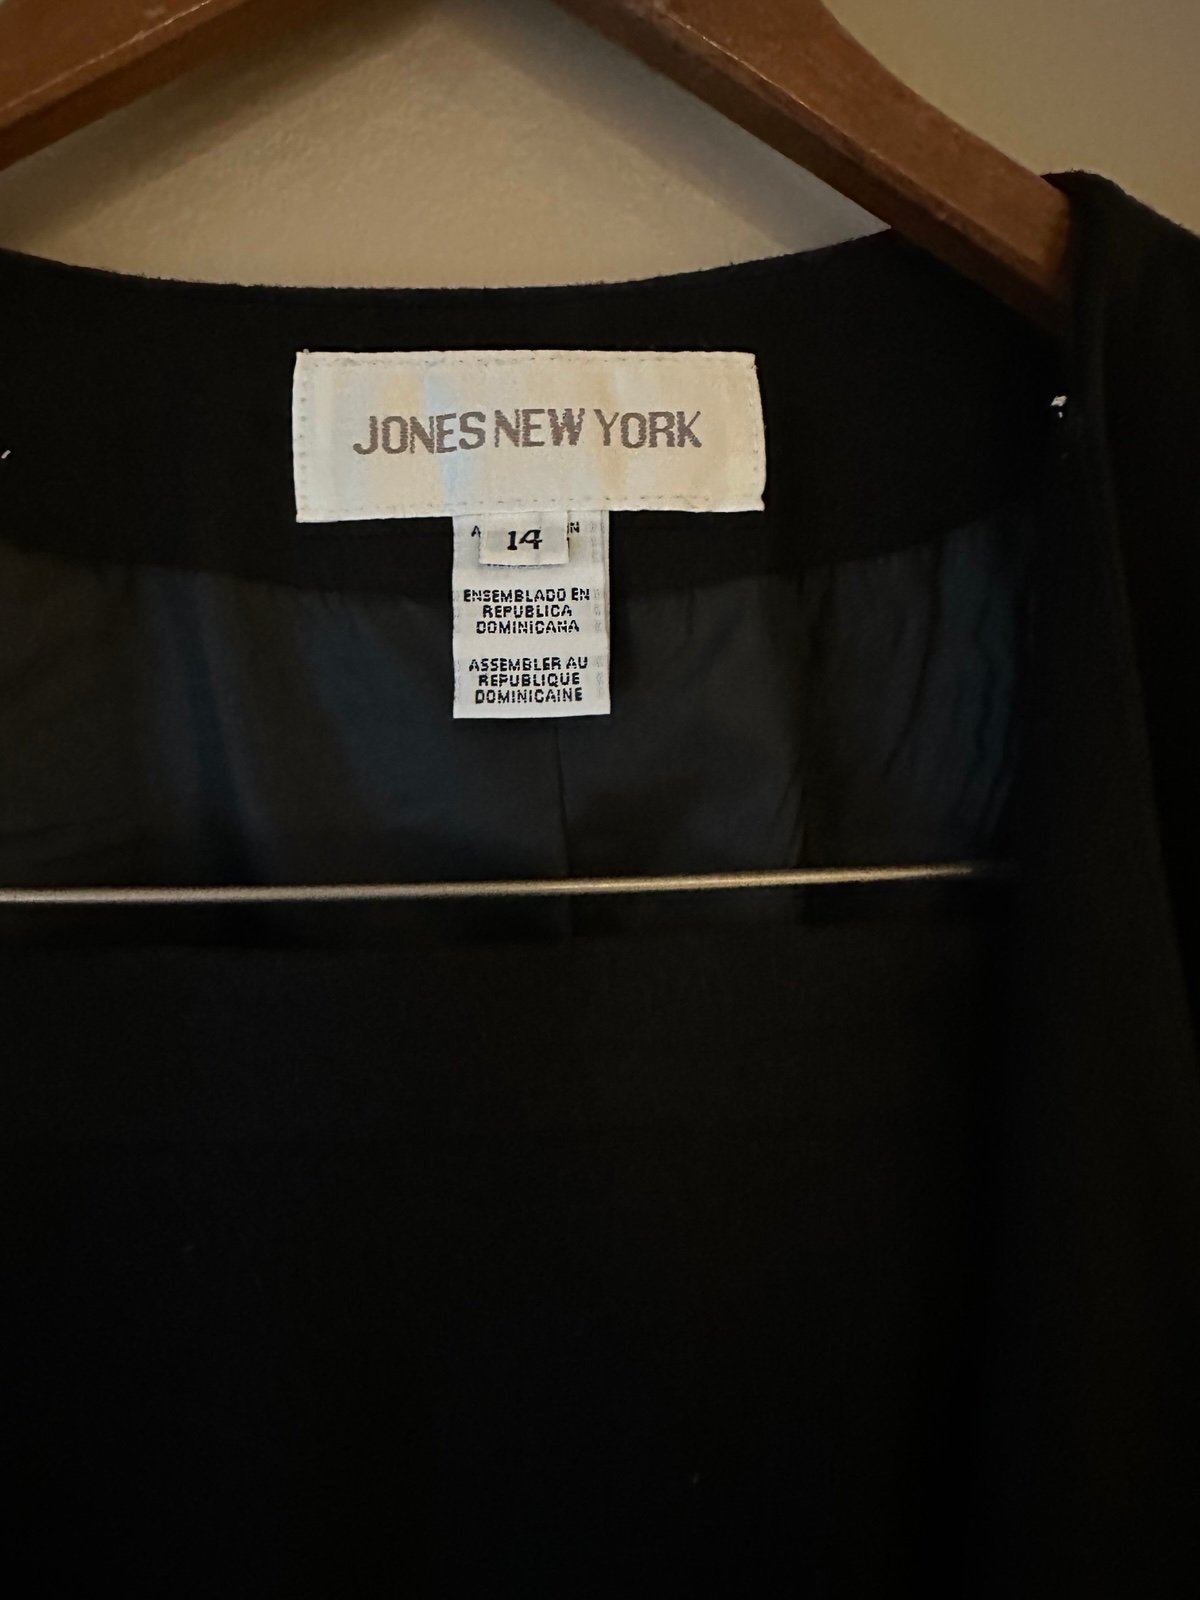 JONES NEW YORK
14
ENSEMBLADO EN
REPUBLICA
DOMINICANA
ASSEMBLER AU
REPUBLIQUE
DOMINICAINE